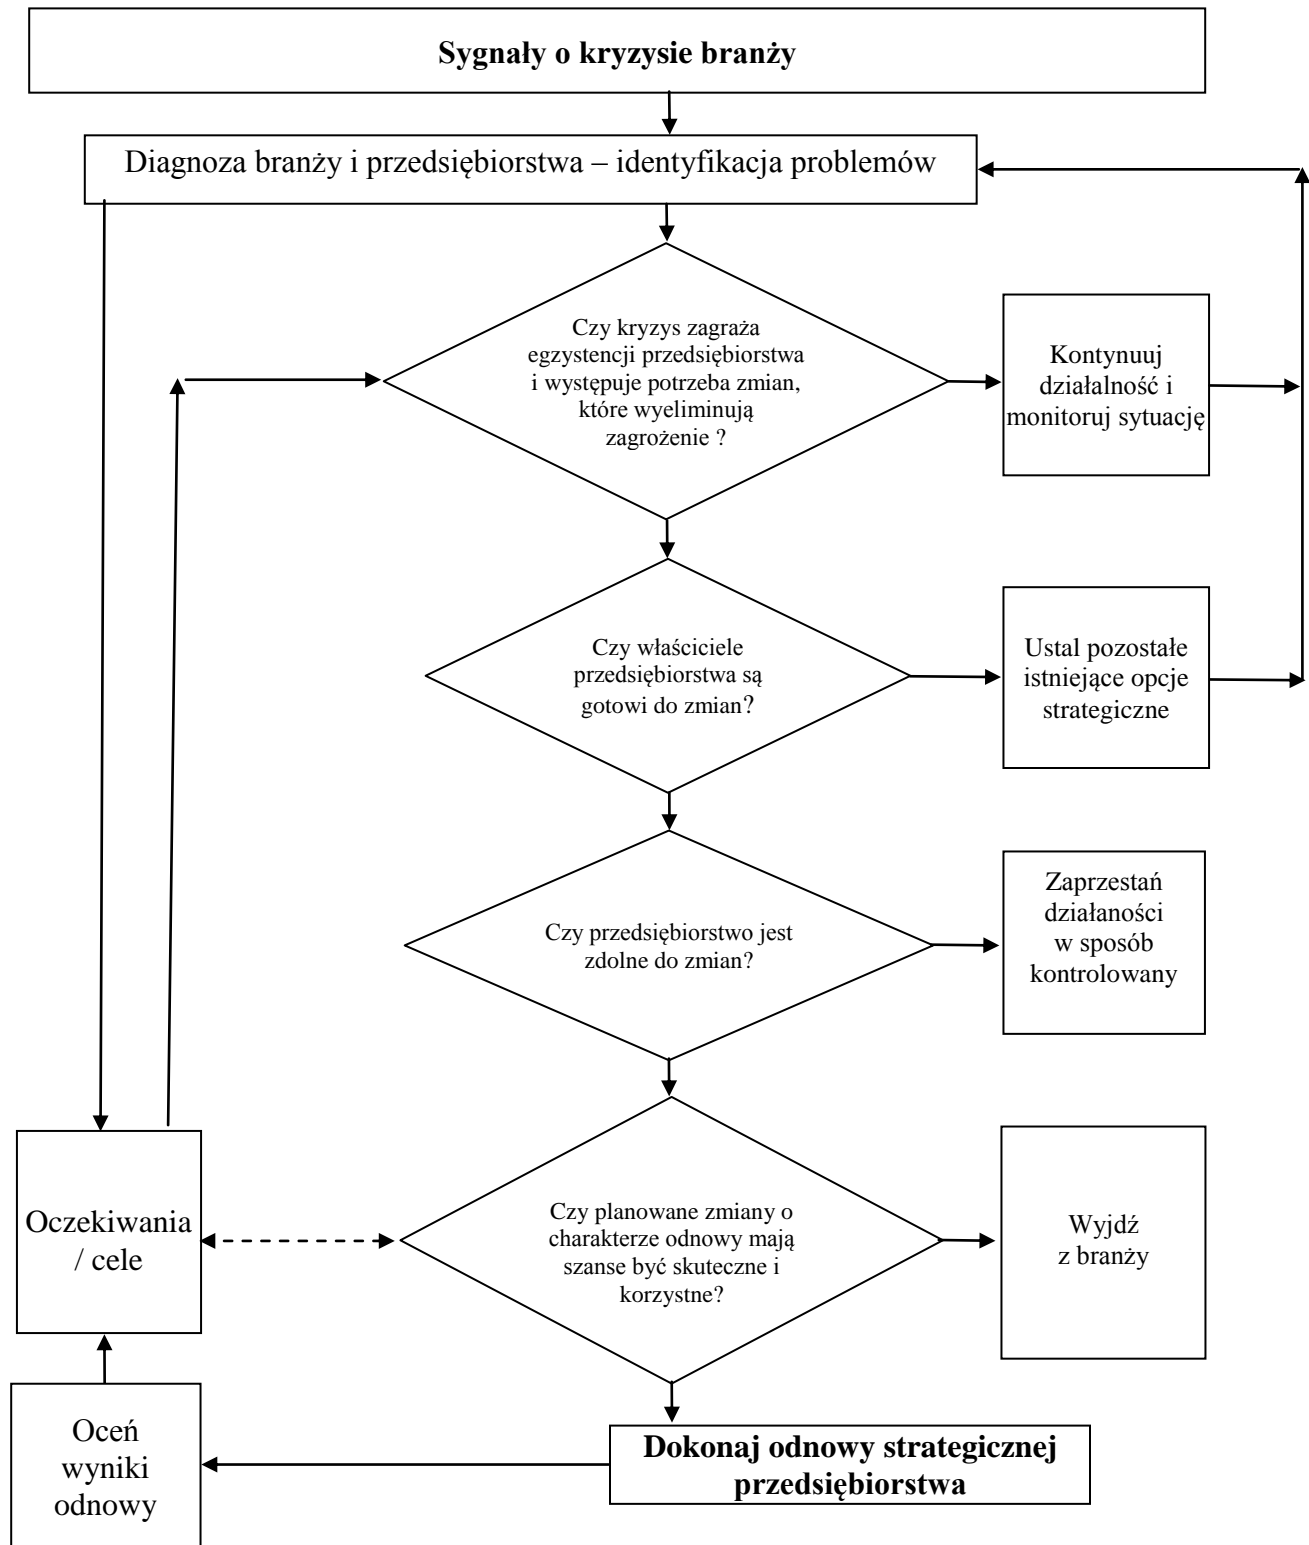 Sygnały o kryzysie branży
Diagnoza branży i przedsiębiorstwa – identyfikacja problemów
Czy kryzys zagraża
egzystencji przedsiębiorstwa
i występuje potrzeba zmian,
które wyeliminują
zagrożenie ?
Kontynuuj
działalność i
monitoruj sytuację
Czy właściciele
przedsiębiorstwa są
gotowi do zmian?
Ustal pozostałe
istniejące opcje
strategiczne
Czy przedsiębiorstwo jest
zdolne do zmian?
Zaprzestań
działaności
w sposób
kontrolowany
Oczekiwania
/ cele
Czy planowane zmiany o
charakterze odnowy mają
szanse być skuteczne i
korzystne?
Wyjdź
z branży
Oceń
wyniki
odnowy
Dokonaj odnowy strategicznej
przedsiębiorstwa